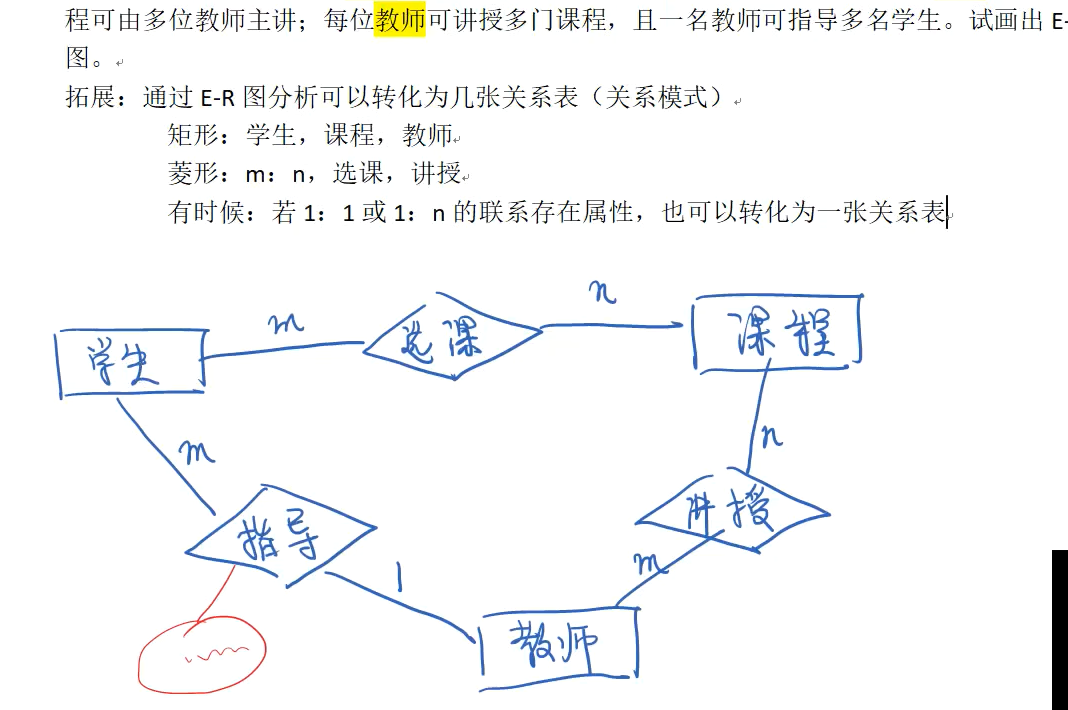 程可由多位教师主讲；每位教师可讲授多门课程，且一名教师可指导多名学生。试画出 E-
图。
拓展：通过 E-R 图分析可以转化为几张关系表（关系模式）
矩形：学生，课程，教师
菱形：m：n，选课，讲授
有时候：若 1：1 或 1：n 的联系存在属性，也可以转化为一张关系表
m
n
学生
选课
课程
m
n
指导
讲授
1
m
教师